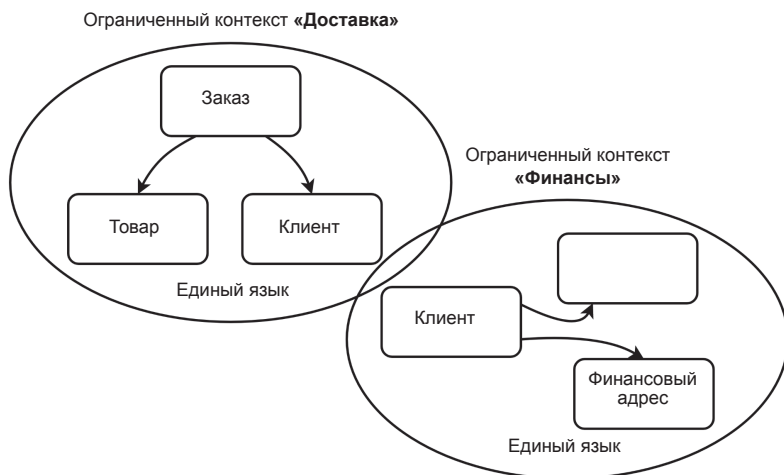 Ограниченный контекст «Доставка»
Заказ
Товар
Клиент
Единый язык
Ограниченный контекст
«Финансы»
Клиент
Финансовый
адрес
Единый язык